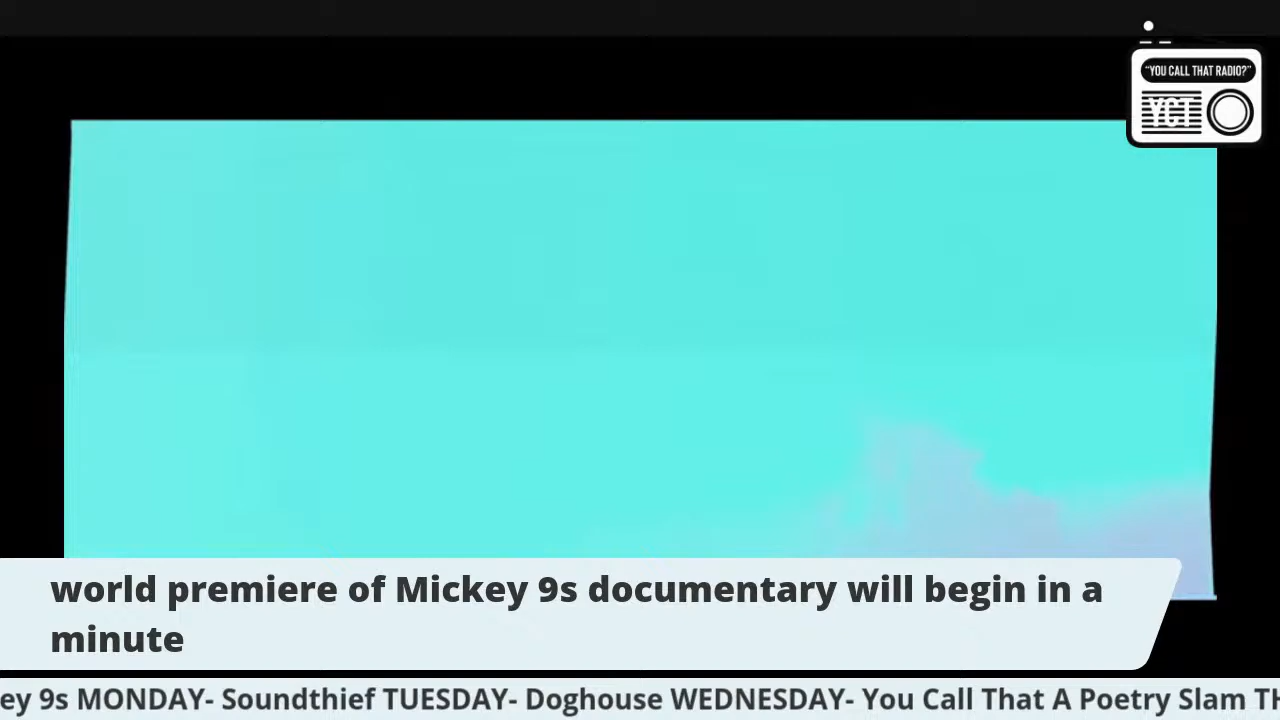 "YOU CALL THAT RADIO?"
YCT
world premiere of Mickey 9s documentary will begin in a
minute
ey 9s MONDAY- Soundthief TUESDAY- Doghouse WEDNESDAY- You Call That A Poetry Slam TH